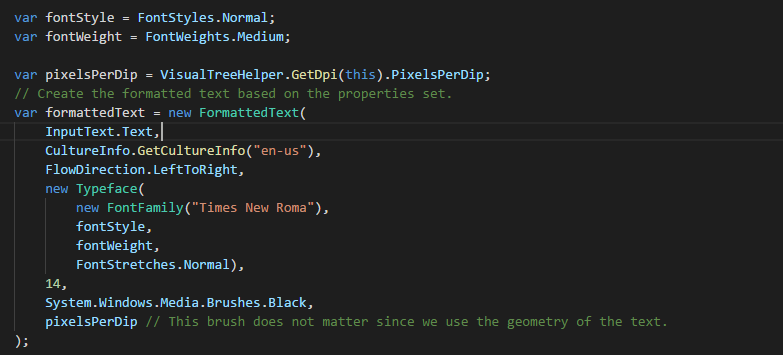 var fontStyle = FontStyles.Normal;
var fontWeight = FontWeights.Medium;
var pixelsPerDip = VisualTreeHelper.GetDpi(this).PixelsPerDip;
// Create the formatted text based on the properties set.
var formattedText = new FormattedText(
InputText.Text,
CultureInfo.GetCultureInfo("en-us"),
FlowDirection.LeftToRight,
new Typeface(
new FontFamily("Times New Roma"),
fontStyle,
fontWeight,
FontStretches.Normal),
14,
System.Windows.Media.Brushes.Black,
pixelsPerDip // This brush does not matter since we use the geometry of the text.
);